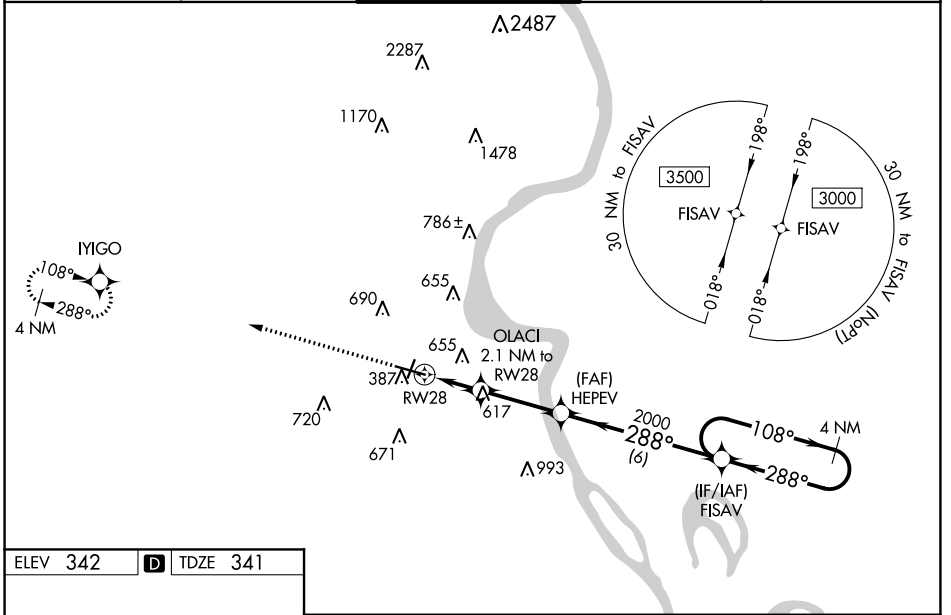 2487
2287
1170
1478
786±
655
690
655
387
720
671
617
993
IYIGO
108°
288°
4 NM
OLACI
2.1 NM to
RW28
RW28
(FAF)
HEPEV
2000
288°
(6)
(IF/IAF)
FISAV
108°
4 NM
288°
30 NM to FISAV
3500
FISAV
198°
018°
30 NM to FISAV (NoPT)
3000
FISAV
198°
018°
ELEV 342 D TDZE 341